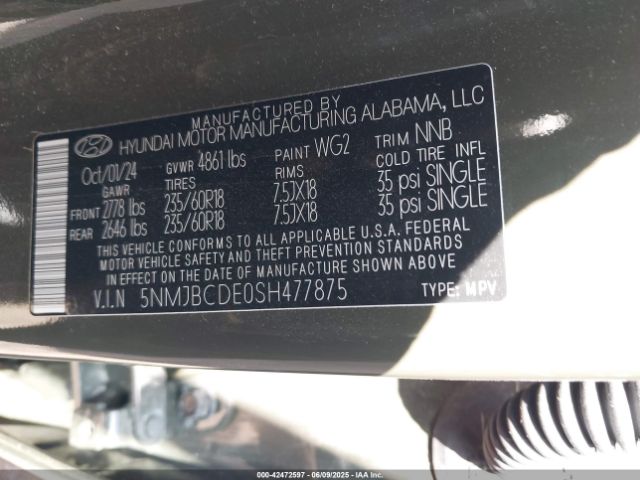 MANUFACTURED BY
HYUNDAI MOTOR MANUFACTURING ALABAMA, LLC
Oct/01/24 GVWR 4861 lbs PAINT WG2 TRIM NNB
GAWR TIRES RIMS COLD TIRE INFL
FRONT 2778 lbs 235/60R18 7.5JX18 35 psi SINGLE
REAR 2646 lbs 235/60R18 7.5JX18 35 psi SINGLE
THIS VEHICLE CONFORMS TO ALL APPLICABLE U.S.A. FEDERAL
MOTOR VEHICLE SAFETY AND THEFT PREVENTION STANDARDS
IN EFFECT ON THE DATE OF MANUFACTURE SHOWN ABOVE
V.I.N 5NMJBCDE0SH477875 TYPE: MPV
000-42472597 - 06/09/2025 - ©IAA, Inc.